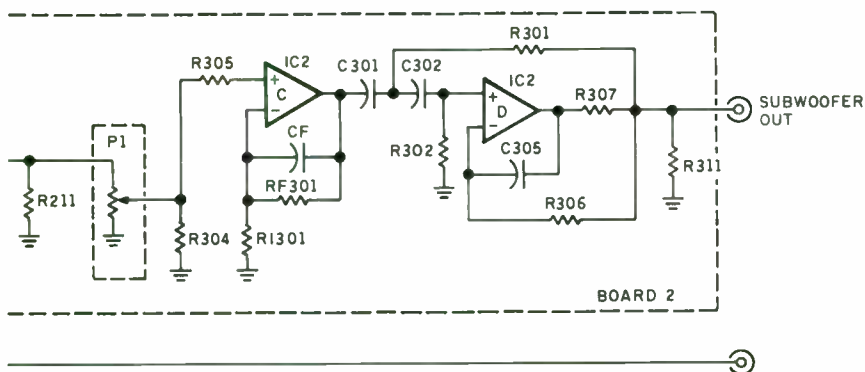 R301
R305
IC2
C301
C302
IC2
+
C
-
+
D
-
R307
SUBWOOFER
OUT
P1
CF
R302
C305
R311
R211
RF301
R306
R304
R1301
BOARD 2